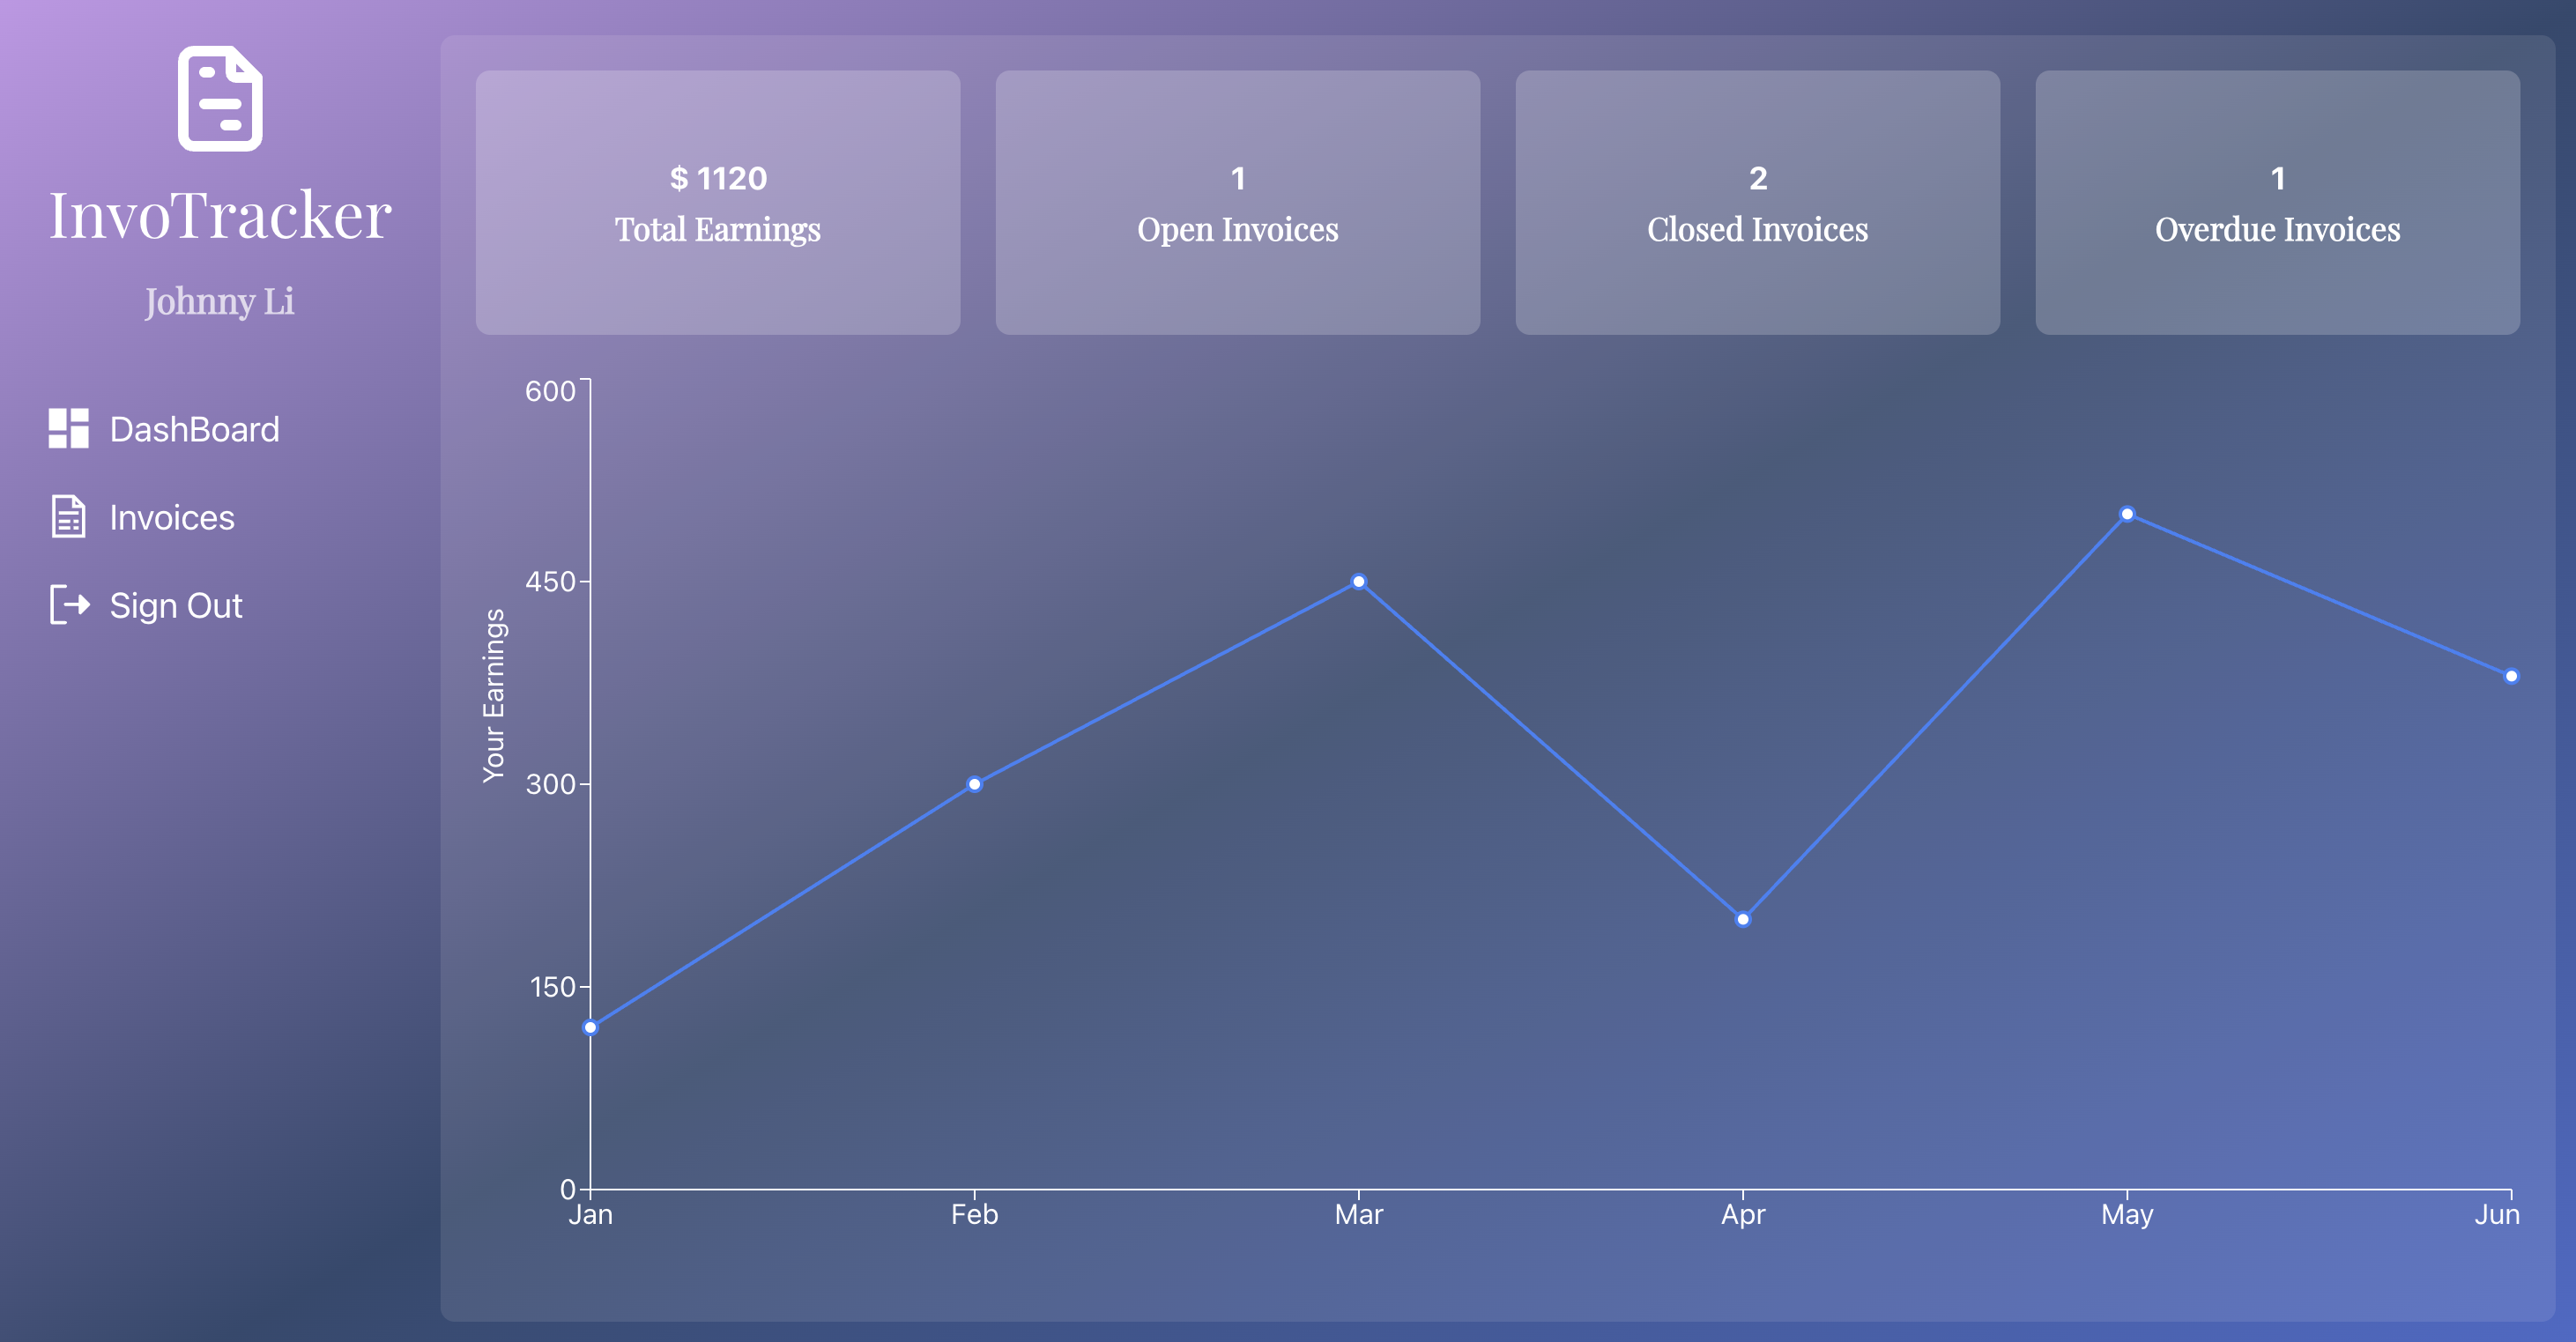 InvoTracker
Johnny Li
DashBoard
Invoices
Sign Out
$ 1120
Total Earnings
1
Open Invoices
2
Closed Invoices
1
Overdue Invoices
Your Earnings
600
450
300
150
0
Jan Feb Mar Apr May Jun